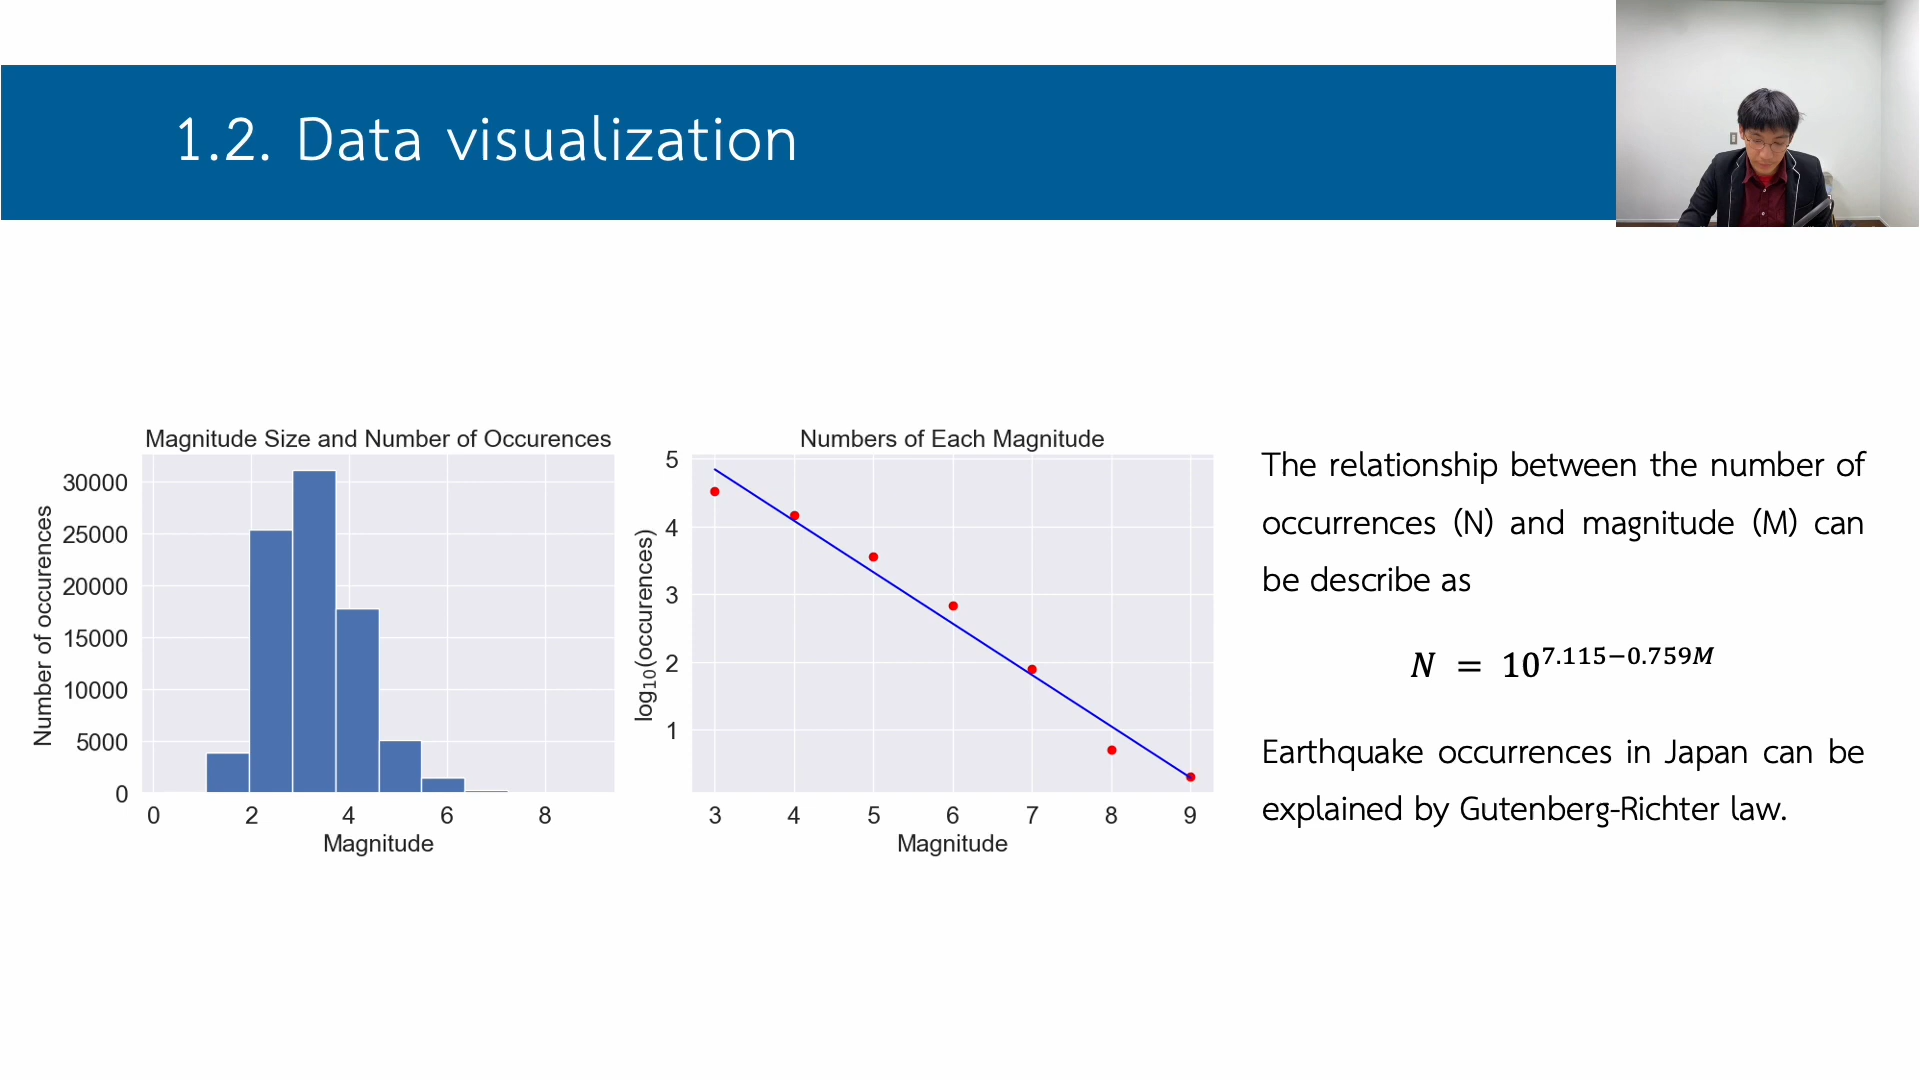 1.2. Data visualization
Magnitude Size and Number of Occurences
Number of occurences
30000
25000
20000
15000
10000
5000
0
0 2 4 6 8
Magnitude
Numbers of Each Magnitude
log10(occurences)
5
4
3
2
1
3 4 5 6 7 8 9
Magnitude
The relationship between the number of
occurrences (N) and magnitude (M) can
be describe as
N = 10^{7.115−0.759M}
Earthquake occurrences in Japan can be
explained by Gutenberg-Richter law.